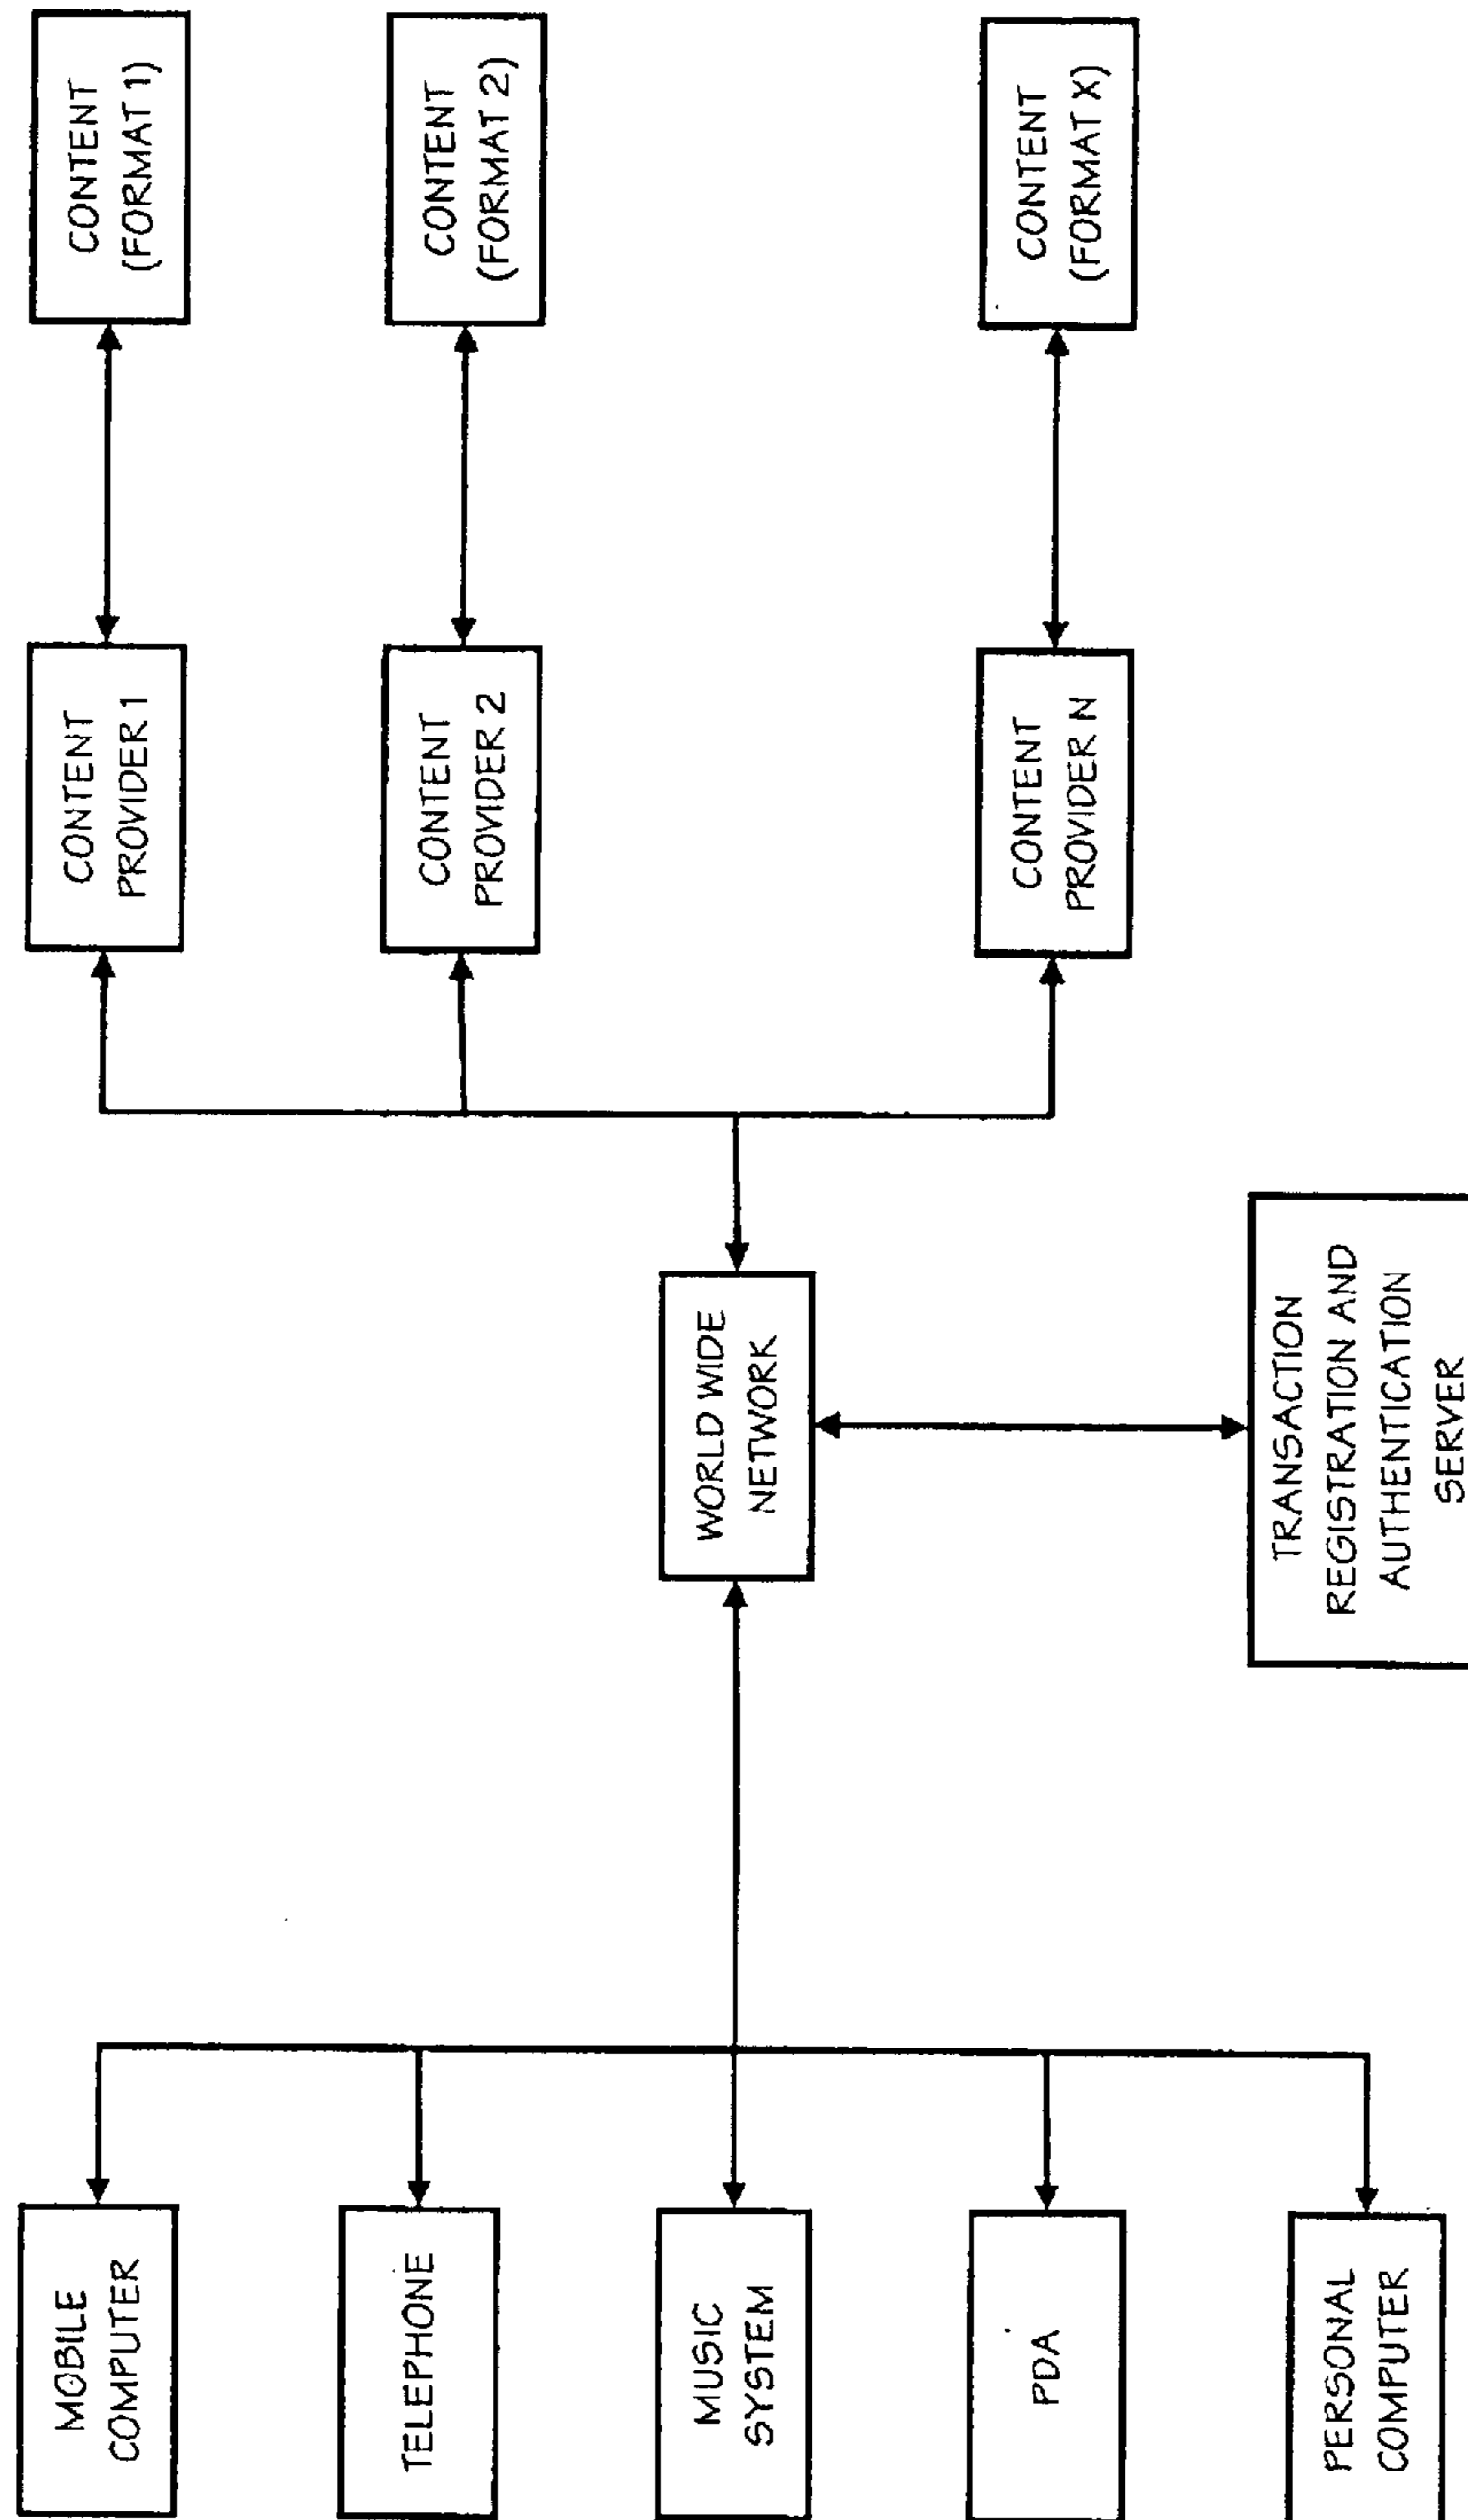 MOBILE
COMPUTER
TELEPHONE
MUSIC
SYSTEM
PDA
PERSONAL
COMPUTER
WORLD WIDE
NETWORK
TRANSACTION
REGISTRATION AND
AUTHENTICATION
SERVER
CONTENT
PROVIDER 1
CONTENT
PROVIDER 2
CONTENT
PROVIDER N
CONTENT
(FORMAT 1)
CONTENT
(FORMAT 2)
CONTENT
(FORMAT X)